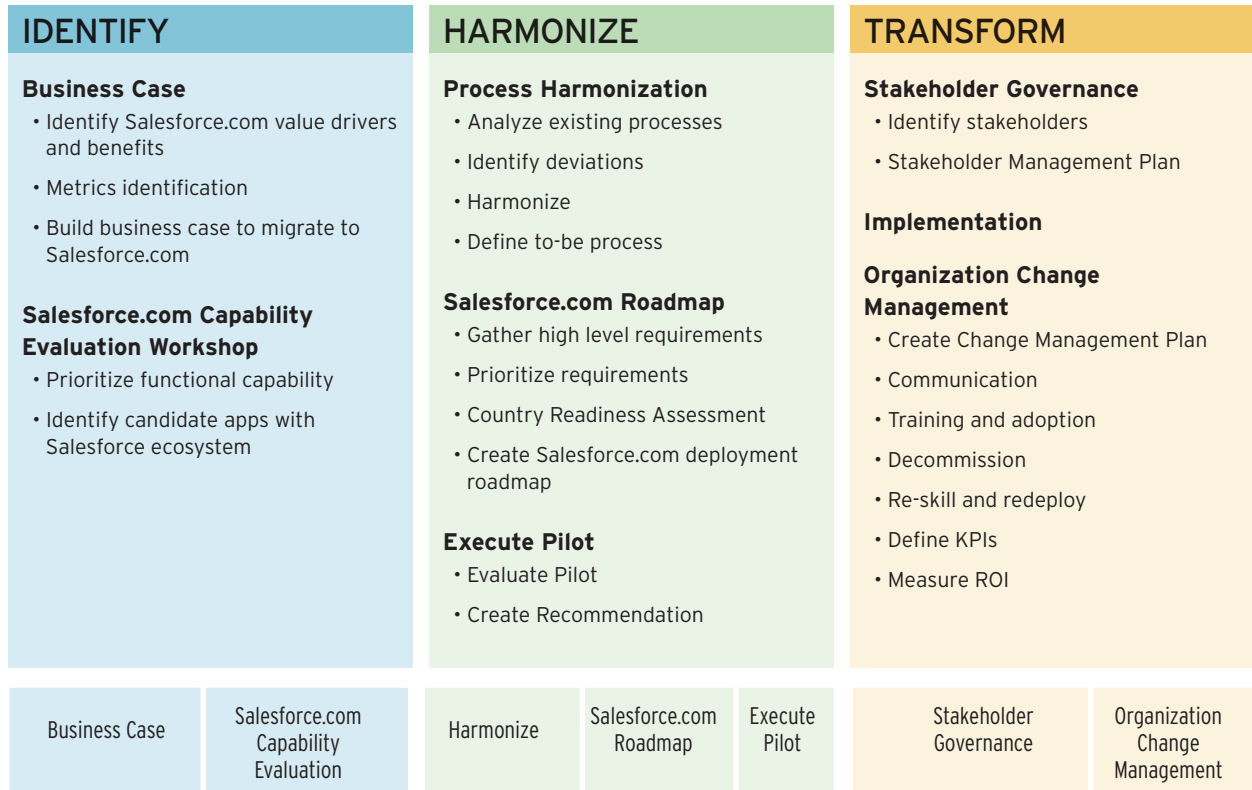 IDENTIFY
Business Case
• Identify Salesforce.com value drivers
and benefits
• Metrics identification
• Build business case to migrate to
Salesforce.com
Salesforce.com Capability
Evaluation Workshop
• Prioritize functional capability
• Identify candidate apps with
Salesforce ecosystem
HARMONIZE
Process Harmonization
• Analyze existing processes
• Identify deviations
• Harmonize
• Define to-be process
Salesforce.com Roadmap
• Gather high level requirements
• Prioritize requirements
• Country Readiness Assessment
• Create Salesforce.com deployment
roadmap
Execute Pilot
• Evaluate Pilot
• Create Recommendation
TRANSFORM
Stakeholder Governance
• Identify stakeholders
• Stakeholder Management Plan
Implementation
Organization Change
Management
• Create Change Management Plan
• Communication
• Training and adoption
• Decommission
• Re-skill and redeploy
• Define KPIs
• Measure ROI
Business Case
Salesforce.com
Capability
Evaluation
Harmonize
Salesforce.com
Roadmap
Execute
Pilot
Stakeholder
Governance
Organization
Change
Management